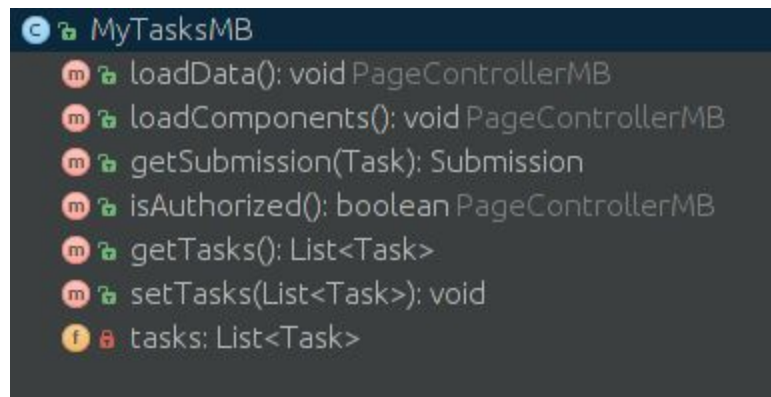 C MyTasksMB
m loadData(): void PageControllerMB
m loadComponents(): void PageControllerMB
m getSubmission(Task): Submission
m isAuthorized(): boolean PageControllerMB
m getTasks(): List<Task>
m setTasks(List<Task>): void
f tasks: List<Task>